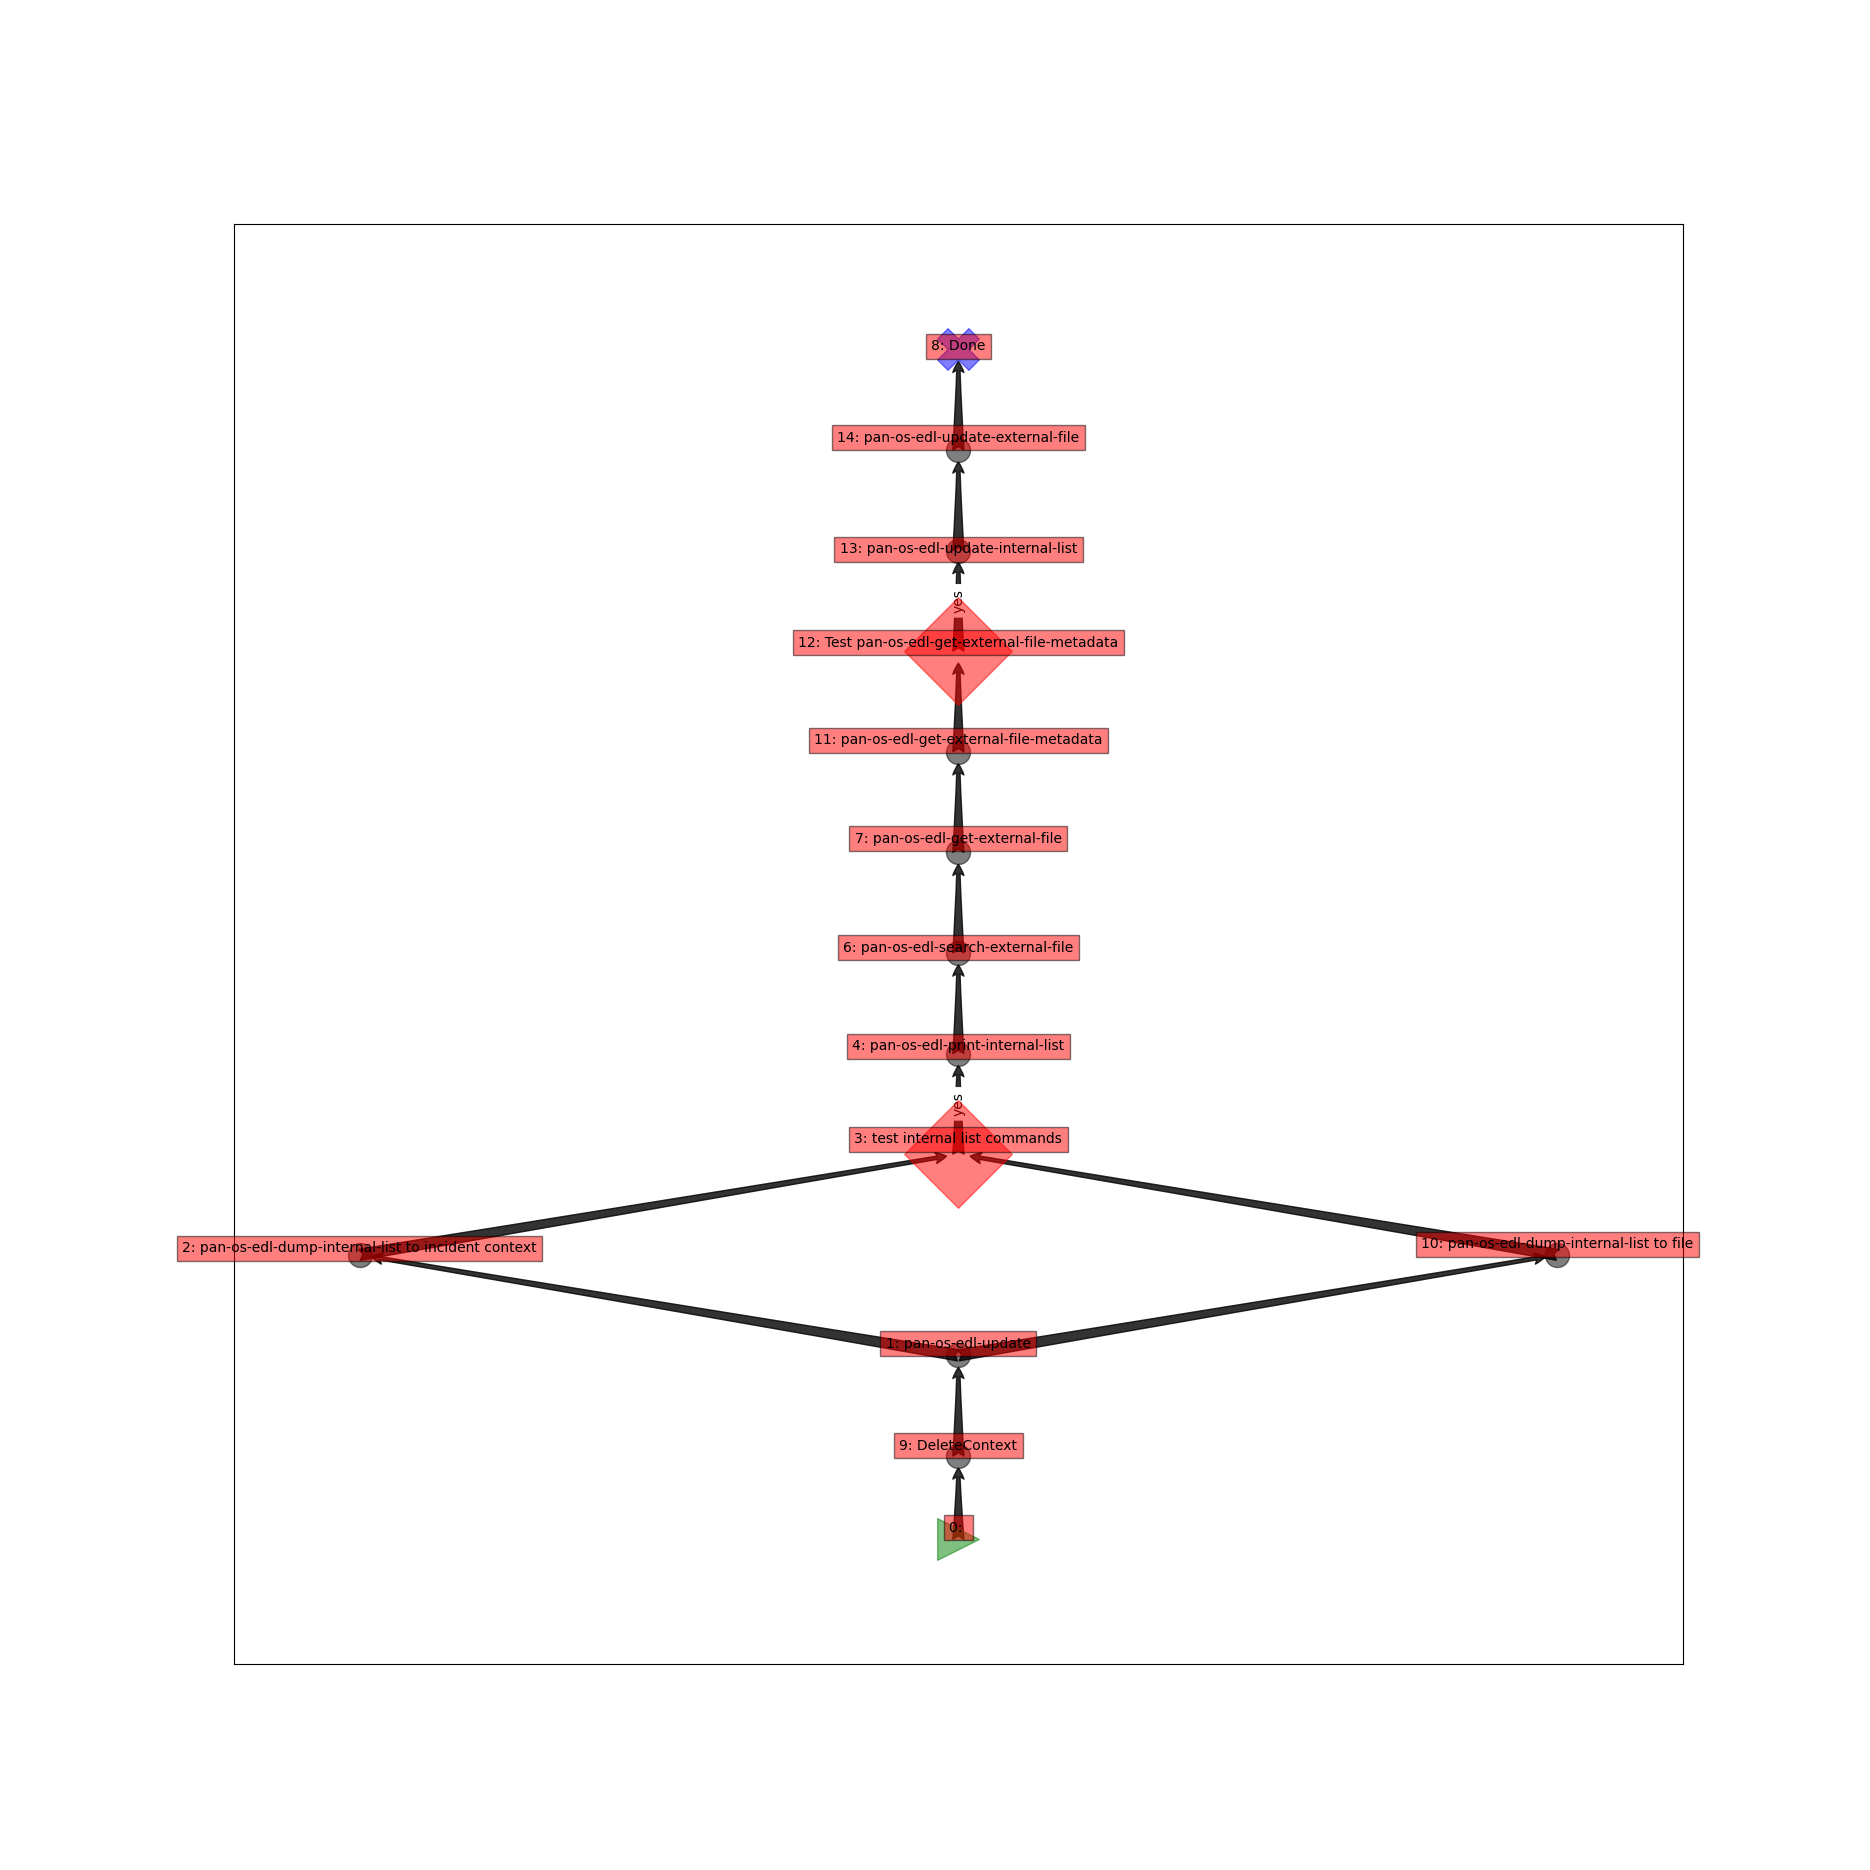 8: Done
14: pan-os-edl-update-external-file
13: pan-os-edl-update-internal-list
yes
12: Test pan-os-edl-get-external-file-metadata
11: pan-os-edl-get-external-file-metadata
7: pan-os-edl-get-external-file
6: pan-os-edl-search-external-file
4: pan-os-edl-print-internal-list
yes
3: test internal list commands
2: pan-os-edl-dump-internal-list to incident context
10: pan-os-edl-dump-internal-list to file
1: pan-os-edl-update
9: DeleteContext
0: